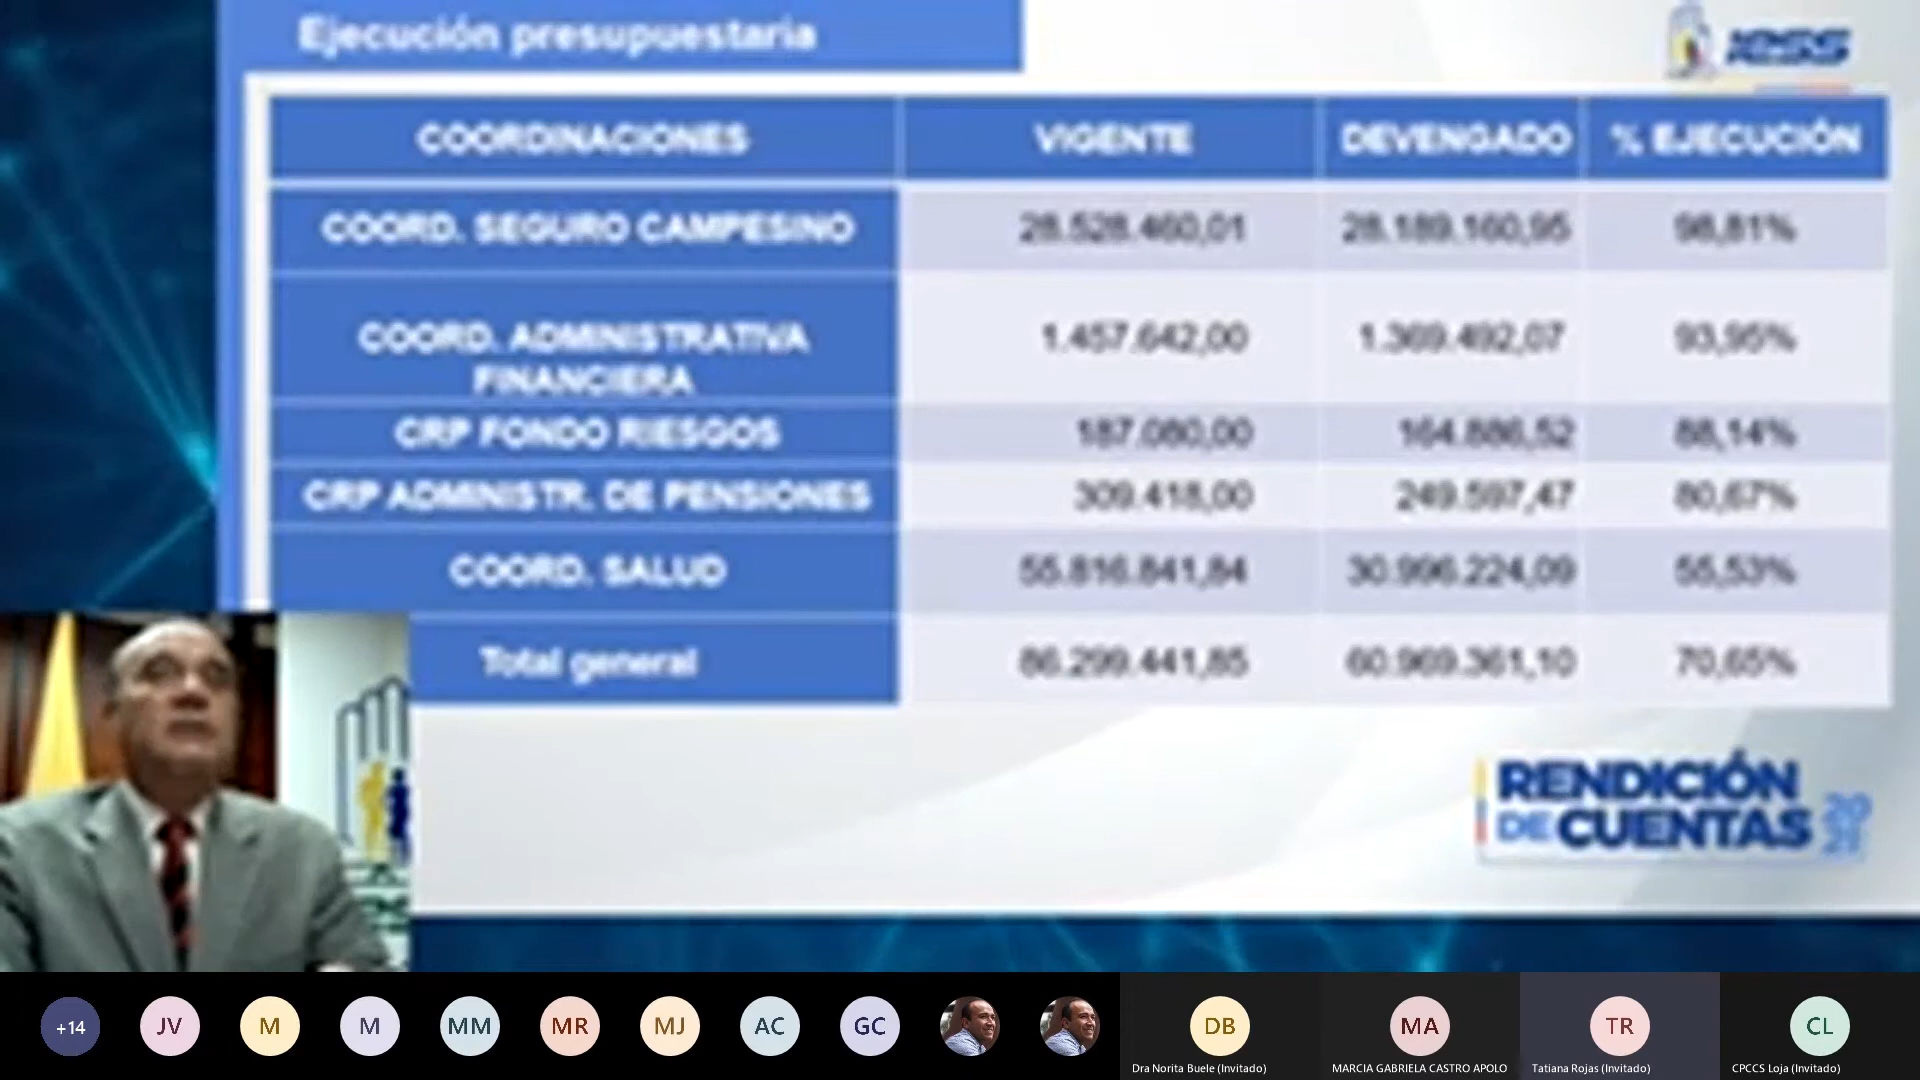 Ejecución presupuestaria
IESS
COORDINACIONES VIGENTE DEVENGADO % EJECUCIÓN
COORD. SEGURO CAMPESINO 28.528.460,01 28.189.160,95 98,81%
COORD. ADMINISTRATIVA
FINANCIERA 1.457.642,00 1.369.492,07 93,95%
CRP FONDO RIESGOS 187.080,00 164.886,52 88,14%
CRP ADMINISTR. DE PENSIONES 309.418,00 249.597,47 80,67%
COORD. SALUD 55.816.841,84 30.996.224,09 55,53%
Total general 86.299.441,85 60.969.361,10 70,65%
RENDICIÓN
DE CUENTAS
+14 JV M M MM MR MJ AC GC DB MA TR CL
Dra Norita Buele (Invitado) MARCIA GABRIELA CASTRO APOLO Tatiana Rojas (Invitado) CPCCS Loja (Invitado)